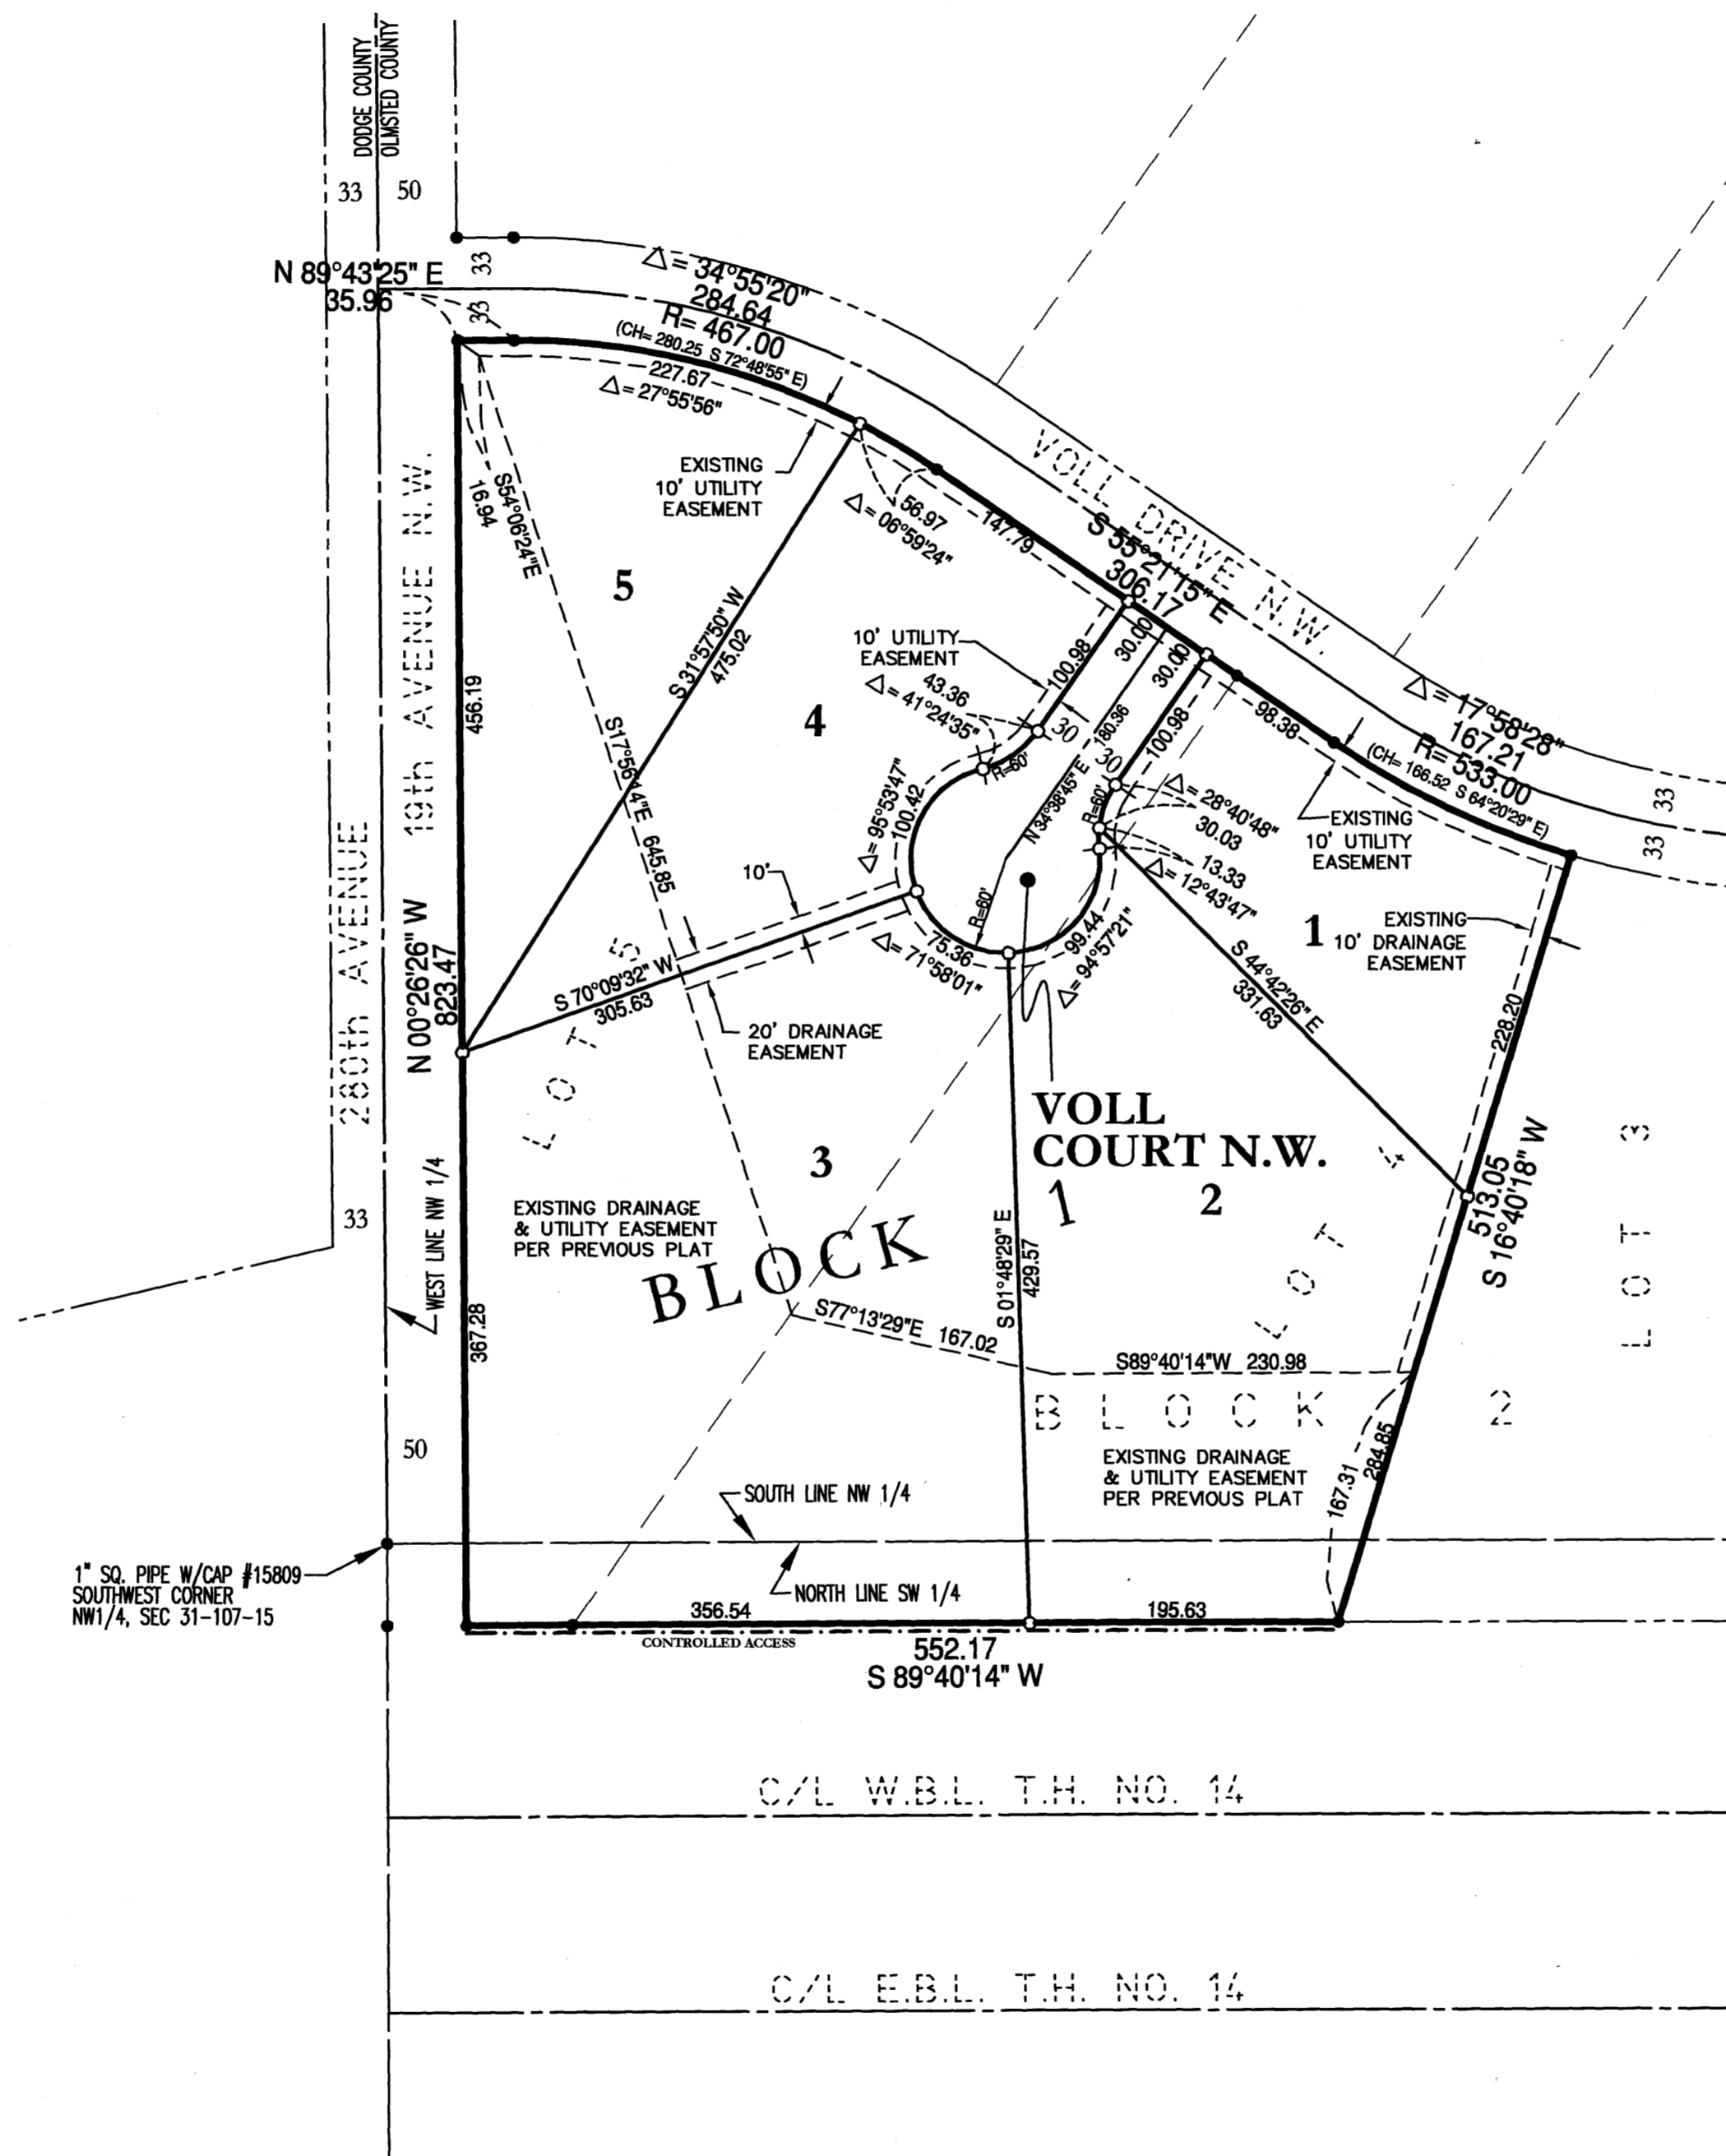 DODGE COUNTY
OLMSTED COUNTY
33
50
N 89°43'25" E
35.96
33
33
△= 34°55'20"
284.64
R= 467.00
(CH= 280.25 S 72°48'55" E)
227.67
△= 27°55'56"
EXISTING
10' UTILITY
EASEMENT
56.97
△= 06°59'24"
147.79
VOLL DRIVE N.W.
S 55°21'15" E
306.17
16.94
S54°06'24"E
5
S 31°57'50" W
475.02
19th AVENUE N.W.
456.19
4
10' UTILITY
EASEMENT
43.36
△= 41°24'35"
100.98
30.00
30.00
30
R=60'
180.36
N 34°38'45" E
100.98
30
R=60'
98.38
△= 17°58'28"
167.21
R= 533.00
(CH= 166.52 S 64°20'29" E)
33
33
△= 28°40'48"
30.03
EXISTING
10' UTILITY
EASEMENT
13.33
△= 12°43'47"
S17°56'14"E 645.85
△= 95°53'47"
100.42
10'
R=60'
75.36
△= 71°58'01"
99.44
△= 94°57'21"
1
EXISTING
10' DRAINAGE
EASEMENT
S 44°42'26" E
331.63
228.20
280th AVENUE
N 00°26'26" W
823.47
S 70°09'32" W
305.63
20' DRAINAGE
EASEMENT
LOT 5
VOLL
COURT N.W.
3
1
2
LOT 4
513.05
S 16°40'18" W
LOT 3
33
WEST LINE NW 1/4
EXISTING DRAINAGE
& UTILITY EASEMENT
PER PREVIOUS PLAT
BLOCK
S 01°48'29" E
429.57
367.28
S77°13'29"E 167.02
S89°40'14"W 230.98
BLOCK 2
50
EXISTING DRAINAGE
& UTILITY EASEMENT
PER PREVIOUS PLAT
167.31
284.85
SOUTH LINE NW 1/4
1" SQ. PIPE W/CAP #15809
SOUTHWEST CORNER
NW1/4, SEC 31-107-15
NORTH LINE SW 1/4
356.54
195.63
CONTROLLED ACCESS
552.17
S 89°40'14" W
C/L W.B.L. T.H. NO. 14
C/L E.B.L. T.H. NO. 14